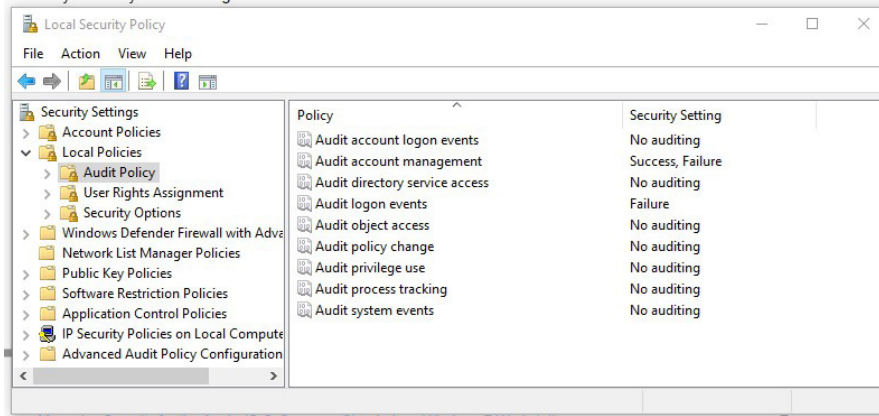 Local Security Policy
File Action View Help
Security Settings
Account Policies
Local Policies
Audit Policy
User Rights Assignment
Security Options
Windows Defender Firewall with Adva
Network List Manager Policies
Public Key Policies
Software Restriction Policies
Application Control Policies
IP Security Policies on Local Compute
Advanced Audit Policy Configuration
Policy Security Setting
Audit account logon events No auditing
Audit account management Success, Failure
Audit directory service access No auditing
Audit logon events Failure
Audit object access No auditing
Audit policy change No auditing
Audit privilege use No auditing
Audit process tracking No auditing
Audit system events No auditing